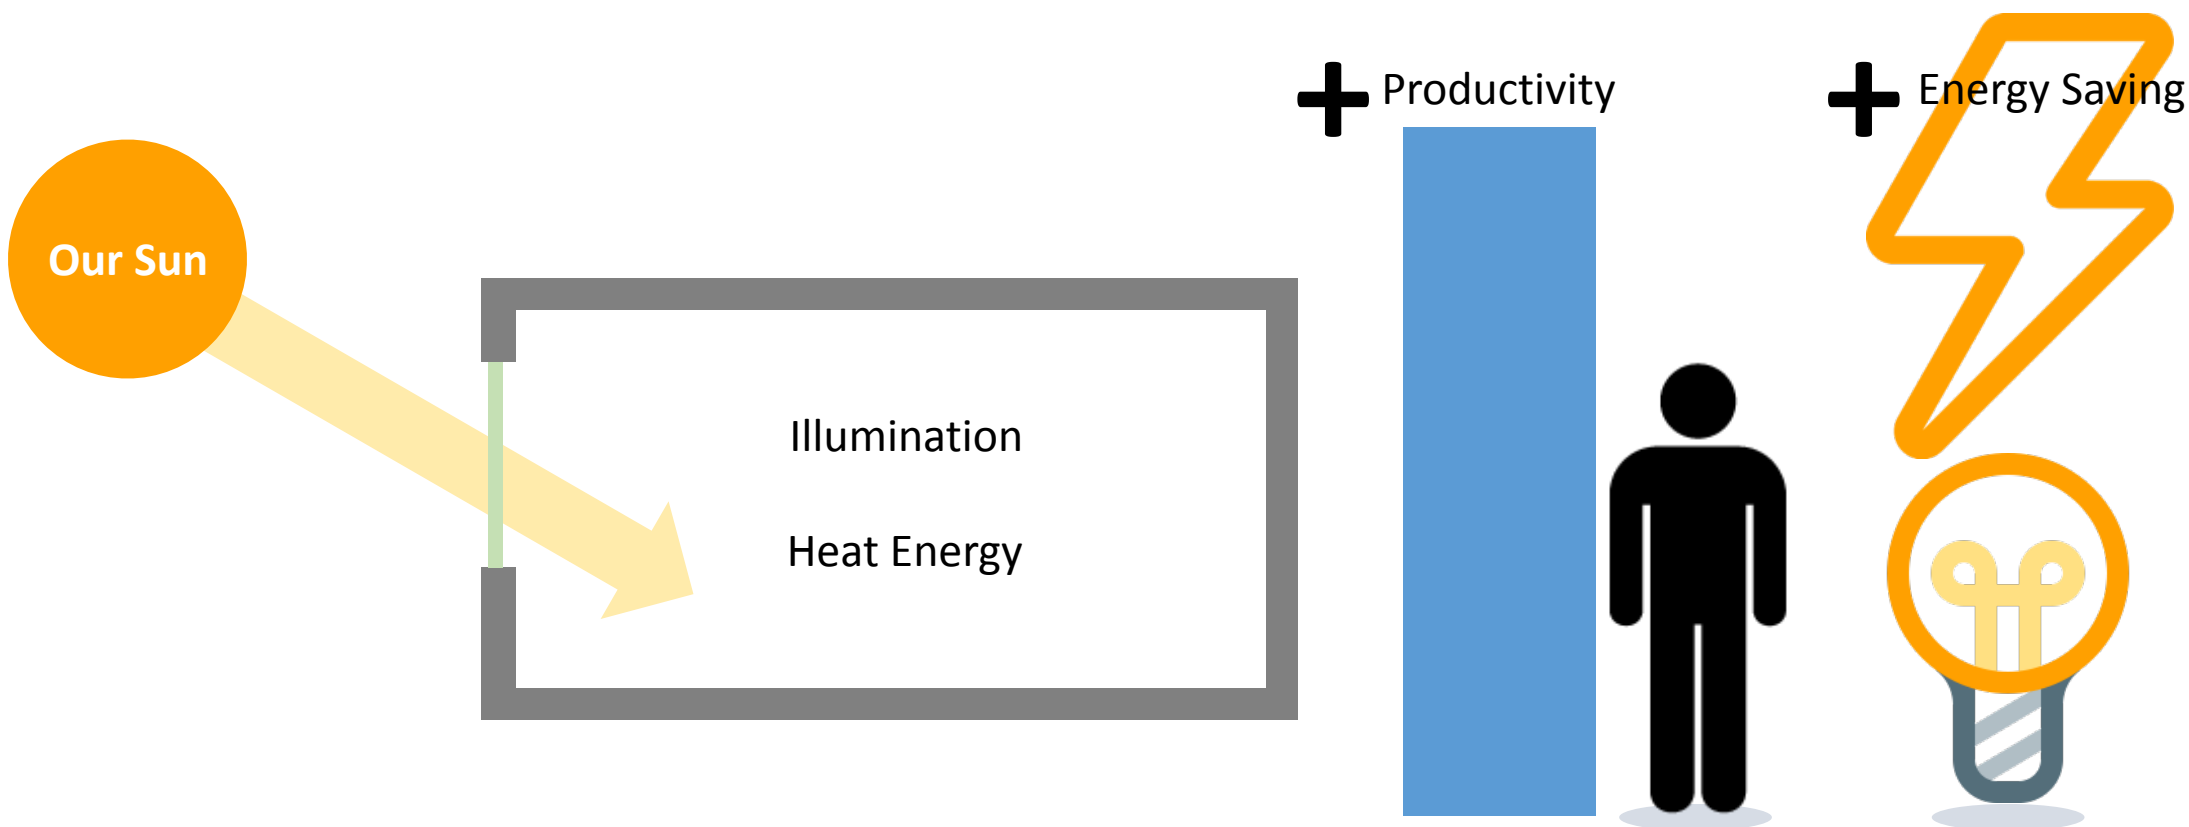 Productivity
Energy Saving
Our Sun
Illumination
Heat Energy